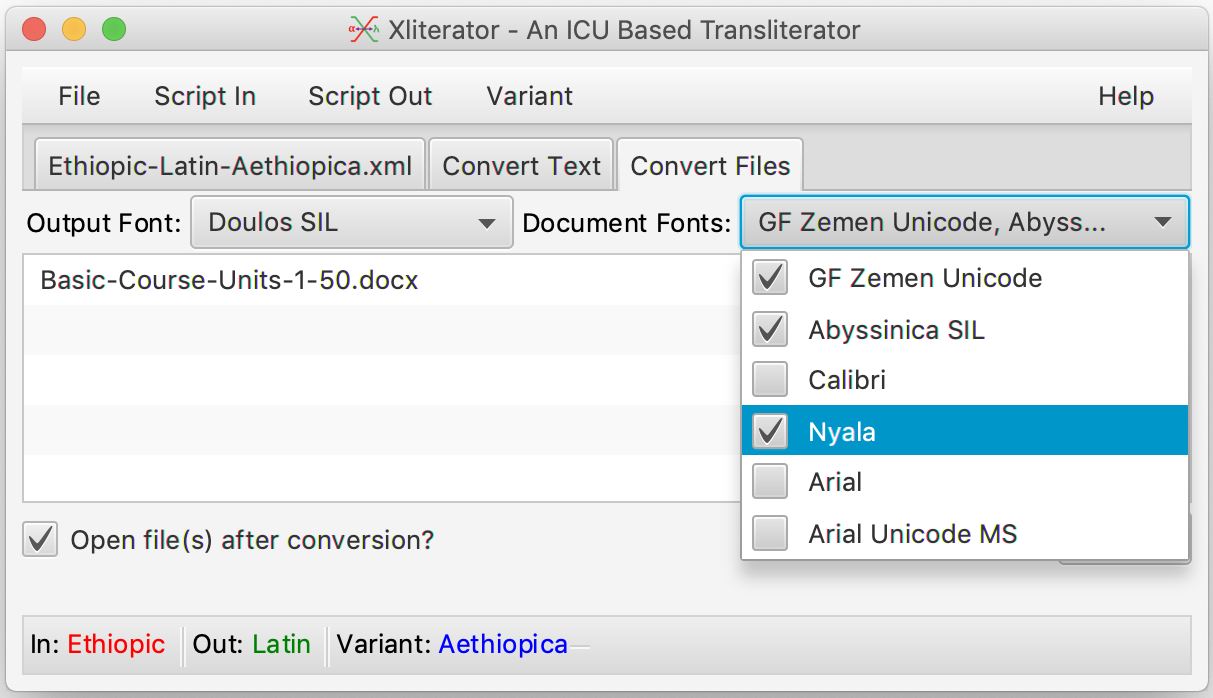 Xliterator - An ICU Based Transliterator
File Script In Script Out Variant Help
Ethiopic-Latin-Aethiopica.xml Convert Text Convert Files
Output Font: Doulos SIL Document Fonts: GF Zemen Unicode, Abyss...
Basic-Course-Units-1-50.docx
GF Zemen Unicode
Abyssinica SIL
Calibri
Nyala
Arial
Arial Unicode MS
Open file(s) after conversion?
In: Ethiopic Out: Latin Variant: Aethiopica